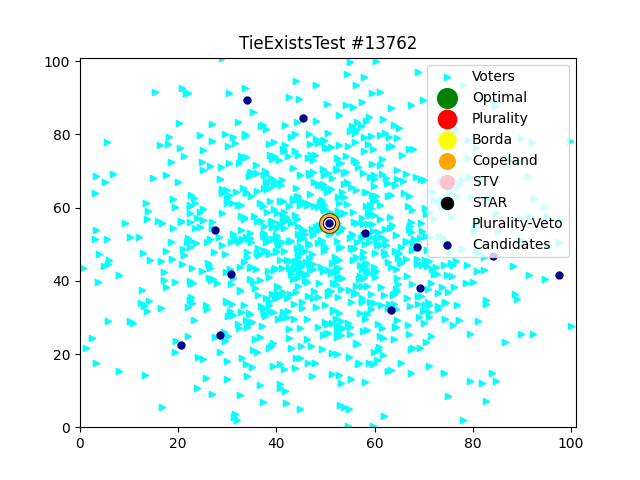 TieExistsTest #13762
100
80
60
40
20
0
0 20 40 60 80 100
Voters
Optimal
Plurality
Borda
Copeland
STV
STAR
Plurality-Veto
Candidates